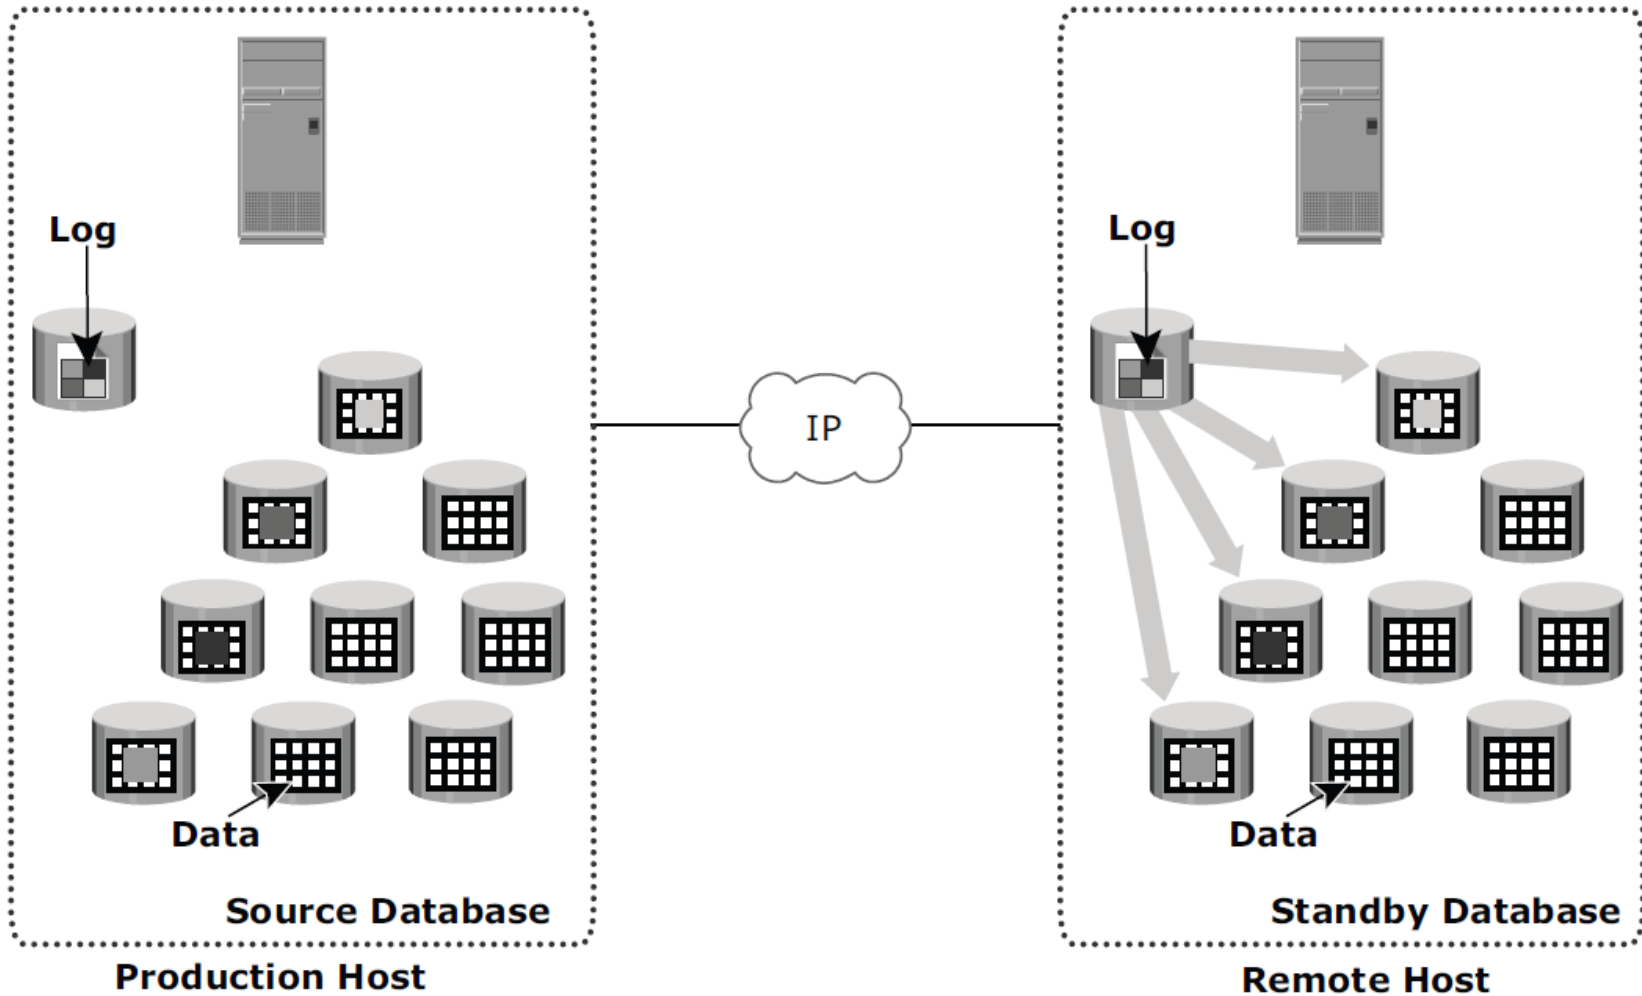 Log
Data
Source Database
Production Host
IP
Log
Data
Standby Database
Remote Host